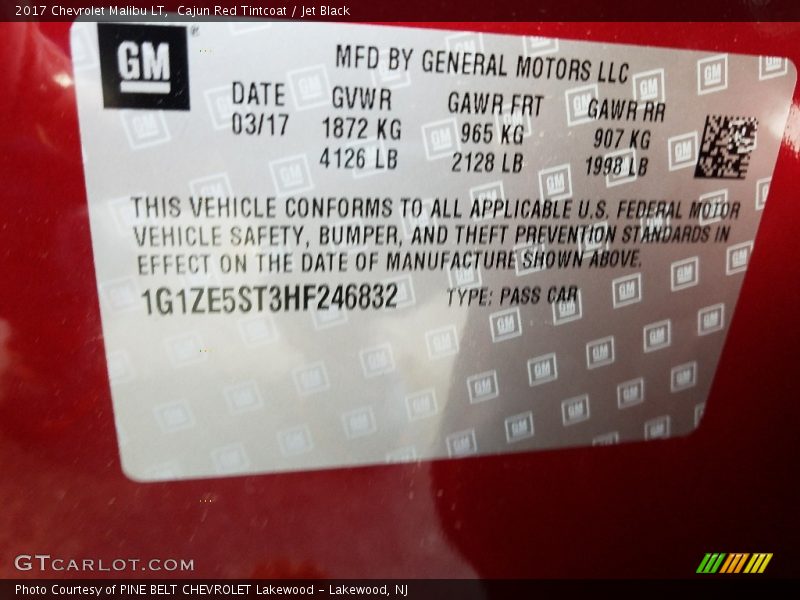 2017 Chevrolet Malibu LT, Cajun Red Tintcoat / Jet Black
GM
MFD BY GENERAL MOTORS LLC
DATE GVWR GAWR FRT GAWR RR
03/17 1872 KG 965 KG 907 KG
4126 LB 2128 LB 1998 LB
THIS VEHICLE CONFORMS TO ALL APPLICABLE U.S. FEDERAL MOTOR
VEHICLE SAFETY, BUMPER, AND THEFT PREVENTION STANDARDS IN
EFFECT ON THE DATE OF MANUFACTURE SHOWN ABOVE.
1G1ZE5ST3HF246832 TYPE: PASS CAR
GTCARLOT.COM
Photo Courtesy of PINE BELT CHEVROLET Lakewood - Lakewood, NJ